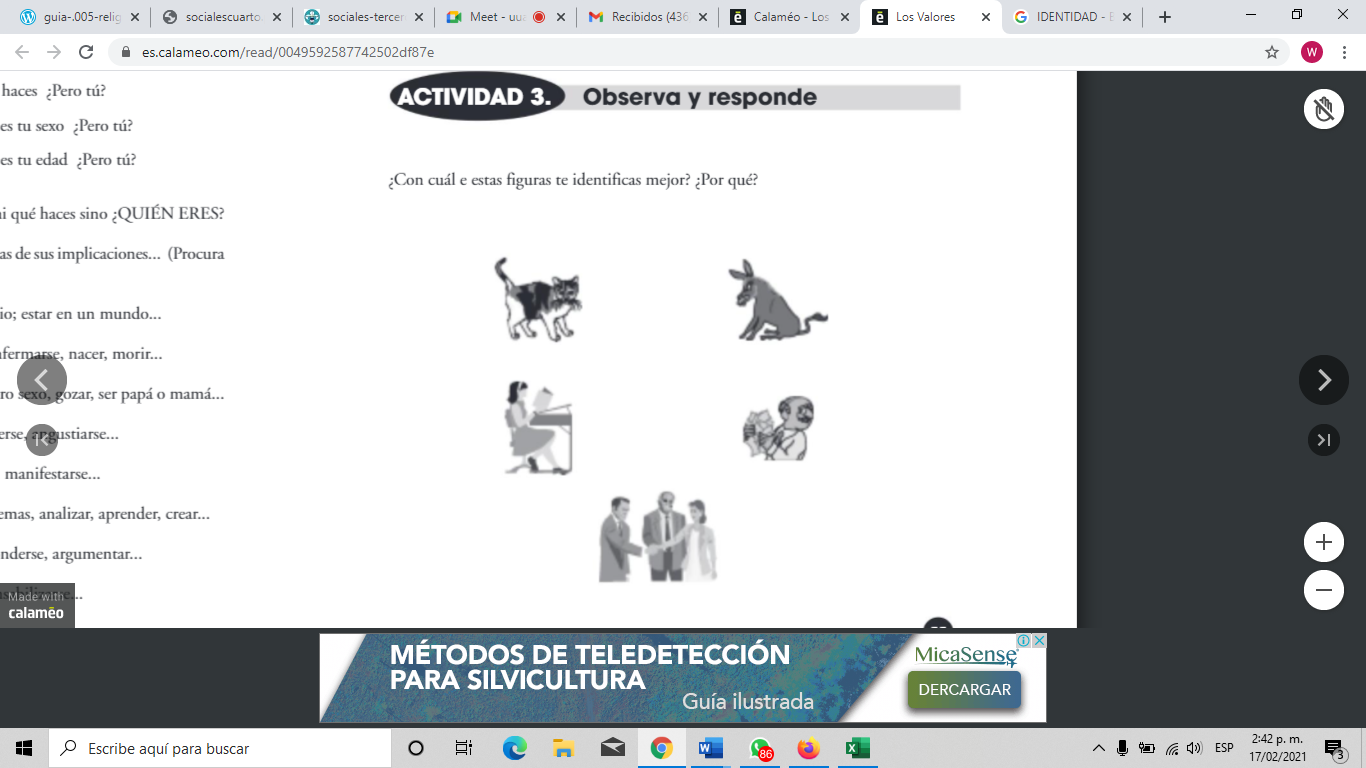 guia-.005-relig
socialescuarto.
sociales-tercer
Meet - uua
Recibidos (436
Calaméo - Los
Los Valores
IDENTIDAD - B
es.calameo.com/read/0049592587742502df87e
W
haces ¿Pero tú?
es tu sexo ¿Pero tú?
es tu edad ¿Pero tú?
ni qué haces sino ¿QUIÉN ERES?
as de sus implicaciones... (Procura
io; estar en un mundo...
nfermarse, nacer, morir...
ro sexo, gozar, ser papá o mamá...
erse, angustiarse...
manifestarse...
emas, analizar, aprender, crear...
nderse, argumentar...
ACTIVIDAD 3. Observa y responde
¿Con cuál e estas figuras te identificas mejor? ¿Por qué?
Made with
calamēo
MÉTODOS DE TELEDETECCIÓN
PARA SILVICULTURA
Guía ilustrada
MicaSense
DERCARGAR
Escribe aquí para buscar
86
ESP
2:42 p. m.
17/02/2021
3